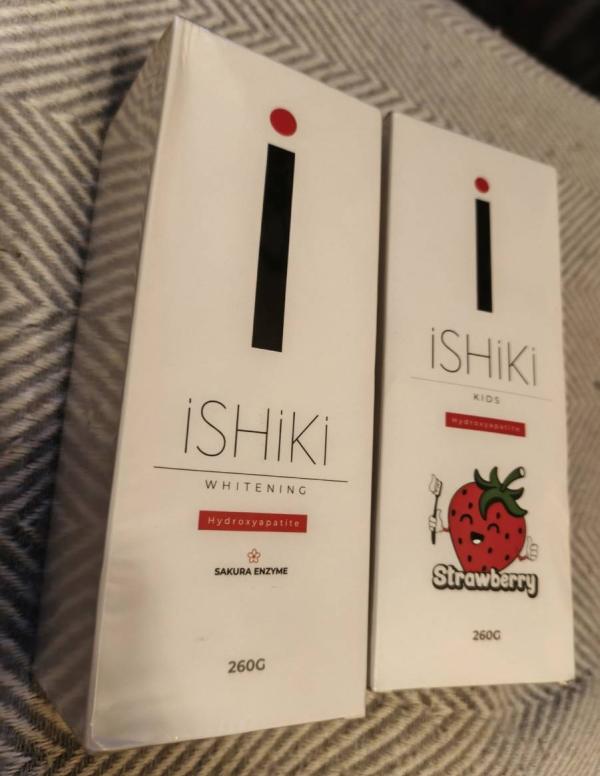 iSHiKi
WHITENING
Hydroxyapatite
SAKURA ENZYME
260G
iSHiKi
KIDS
Hydroxyapatite
Strawberry
260G